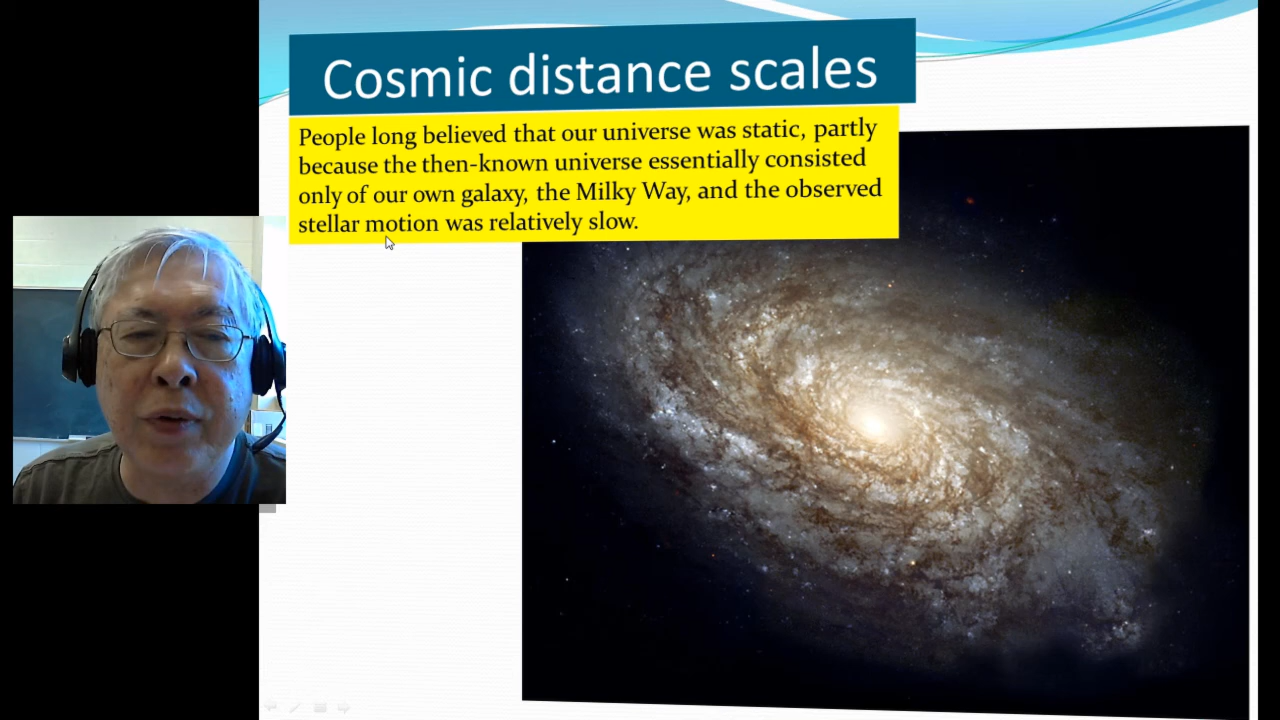 Cosmic distance scales
People long believed that our universe was static, partly
because the then-known universe essentially consisted
only of our own galaxy, the Milky Way, and the observed
stellar motion was relatively slow.